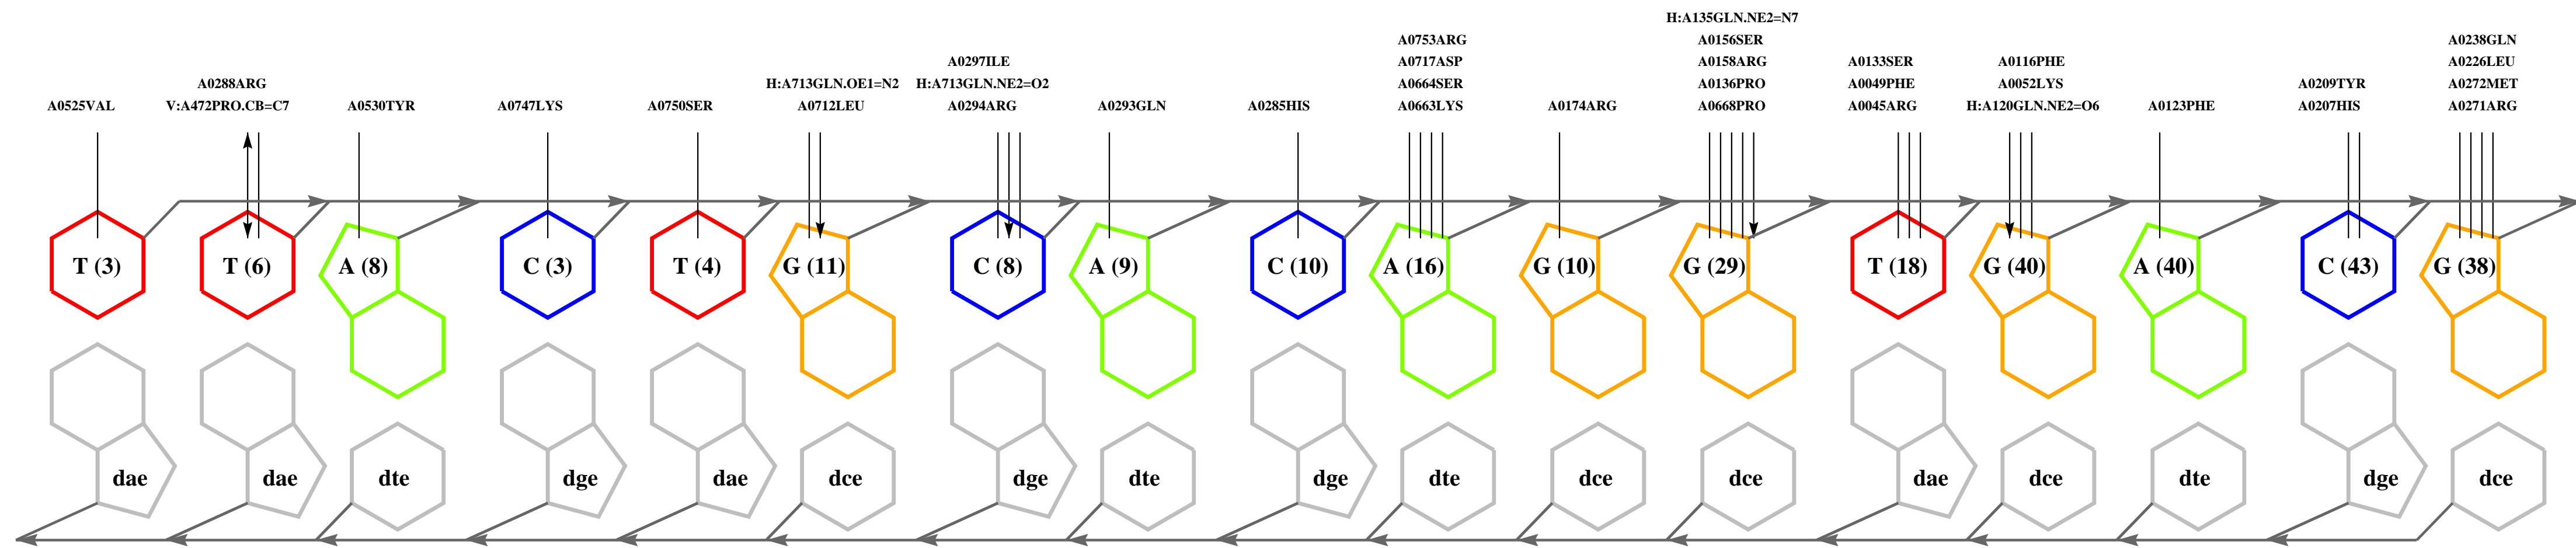 H:A135GLN.NE2=N7
A0753ARG A0156SER A0238GLN
A0297ILE A0717ASP A0158ARG A0133SER A0116PHE A0226LEU
A0288ARG H:A713GLN.OE1=N2 H:A713GLN.NE2=O2 A0664SER A0136PRO A0049PHE A0052LYS A0209TYR A0272MET
A0525VAL V:A472PRO.CB=C7 A0530TYR A0747LYS A0750SER A0712LEU A0294ARG A0293GLN A0285HIS A0663LYS A0174ARG A0668PRO A0045ARG H:A120GLN.NE2=O6 A0123PHE A0207HIS A0271ARG
T (3) T (6) A (8) C (3) T (4) G (11) C (8) A (9) C (10) A (16) G (10) G (29) T (18) G (40) A (40) C (43) G (38)
dae dae dte dge dae dce dge dte dge dte dce dce dae dce dte dge dce